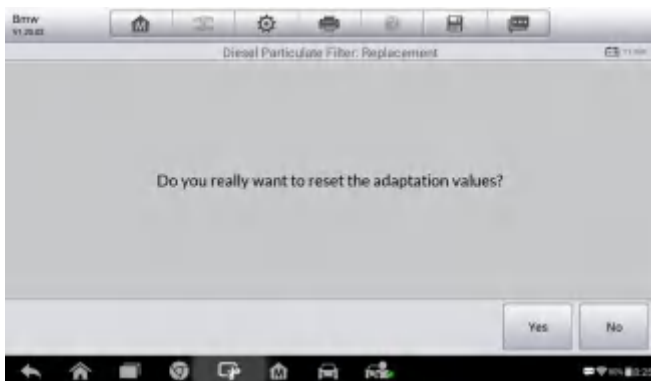 Bmw
Diesel Particulate Filter: Replacement
Do you really want to reset the adaptation values?
Yes
No